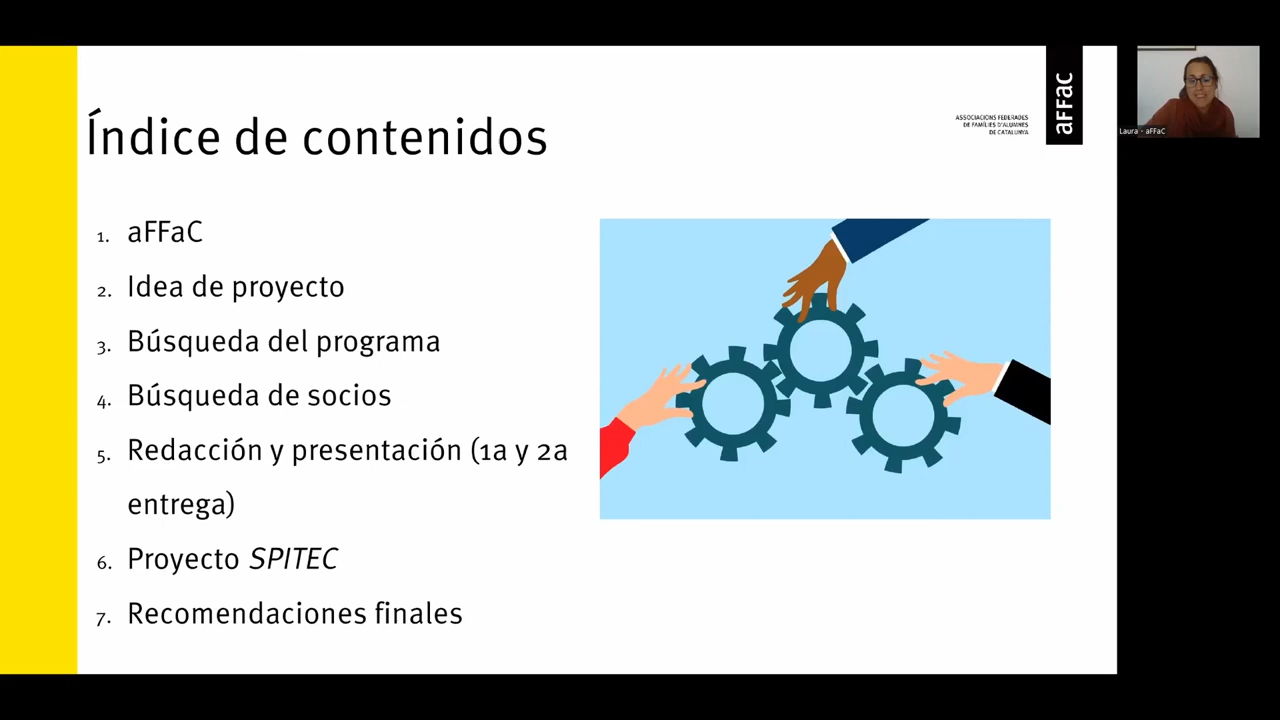 Índice de contenidos
ASSOCIACIONS FEDERADES
DE FAMÍLIES D'ALUMNES
DE CATALUNYA
aFFaC
Laura - aFFaC
1. aFFaC
2. Idea de proyecto
3. Búsqueda del programa
4. Búsqueda de socios
5. Redacción y presentación (1a y 2a
entrega)
6. Proyecto SPITEC
7. Recomendaciones finales